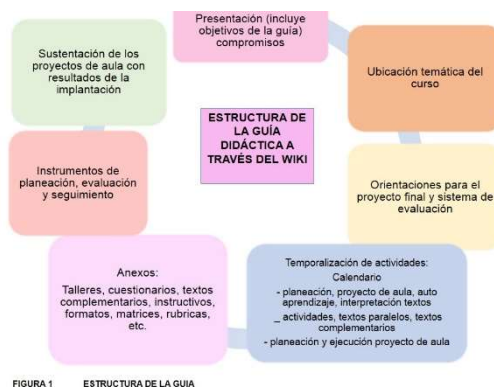 Presentación (incluye
objetivos de la guía)
compromisos
Ubicación temática del
curso
Orientaciones para el
proyecto final y sistema de
evaluación
Temporalización de actividades:
Calendario
- planeación, proyecto de aula, auto
aprendizaje, interpretación textos
_ actividades, textos paralelos, textos
complementarios
- planeación y ejecución proyecto de aula
Anexos:
Talleres, cuestionarios, textos
complementarios, instructivos,
formatos, matrices, rubricas,
etc.
Instrumentos de
planeación, evaluación
y seguimiento
Sustentación de los
proyectos de aula con
resultados de la
implantación
ESTRUCTURA DE
LA GUÍA
DIDÁCTICA A
TRAVÉS DEL WIKI
FIGURA 1 ESTRUCTURA DE LA GUIA